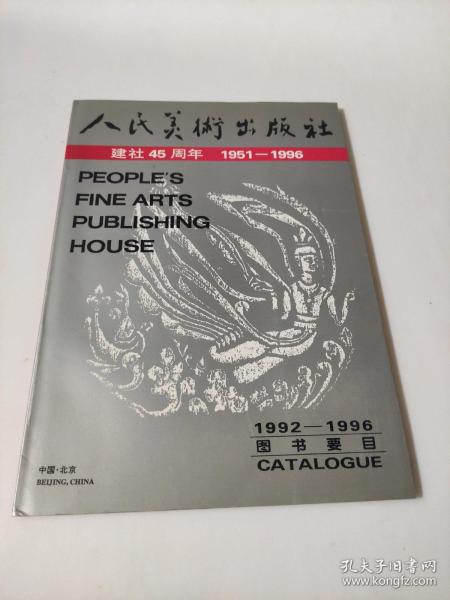 人民美術出版社
建社45周年 1951—1996
PEOPLE'S
FINE ARTS
PUBLISHING
HOUSE
1992—1996
图书要目
CATALOGUE
中国·北京
BEIJING, CHINA
孔夫子旧书网
www.kongfz.com